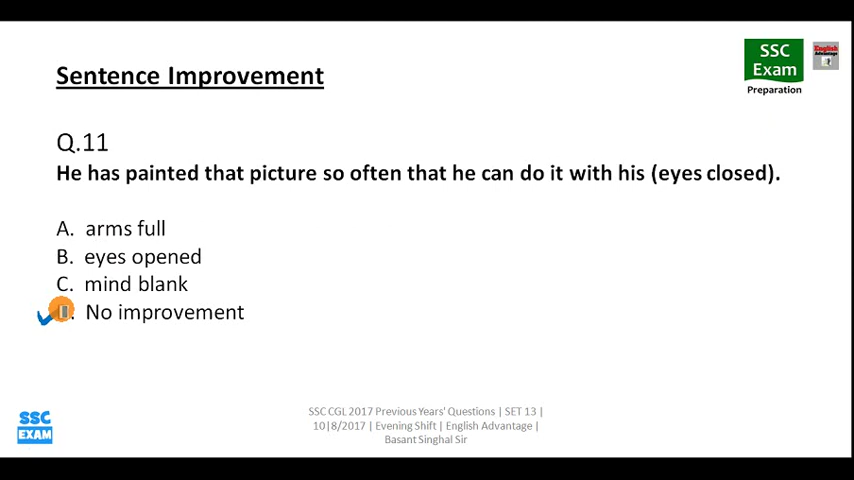 SSC
Exam
Preparation
English
Advantage
Sentence Improvement
Q.11
He has painted that picture so often that he can do it with his (eyes closed).
A. arms full
B. eyes opened
C. mind blank
. No improvement
SSC
EXAM
SSC CGL 2017 Previous Years' Questions | SET 13 |
10|8/2017 | Evening Shift | English Advantage |
Basant Singhal Sir